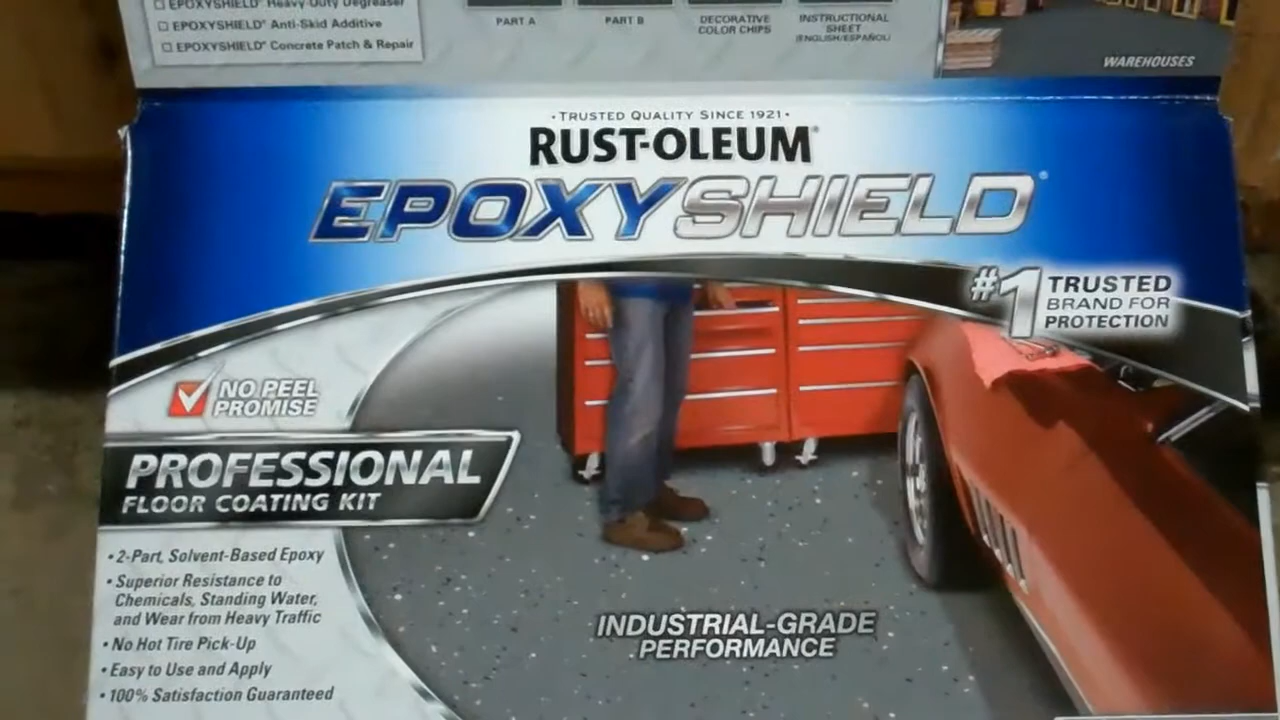 ☐ EPOXYSHIELD® Heavy-Duty Degreaser
☐ EPOXYSHIELD® Anti-Skid Additive
☐ EPOXYSHIELD® Concrete Patch & Repair
PART A
PART B
DECORATIVE
COLOR CHIPS
INSTRUCTIONAL
SHEET
(ENGLISH/ESPAÑOL)
WAREHOUSES
• TRUSTED QUALITY SINCE 1921 •
RUST-OLEUM®
EPOXYSHIELD®
#1 TRUSTED
BRAND FOR
PROTECTION
NO PEEL
PROMISE
PROFESSIONAL
FLOOR COATING KIT
• 2-Part, Solvent-Based Epoxy
• Superior Resistance to
Chemicals, Standing Water,
and Wear from Heavy Traffic
• No Hot Tire Pick-Up
• Easy to Use and Apply
• 100% Satisfaction Guaranteed
INDUSTRIAL-GRADE
PERFORMANCE